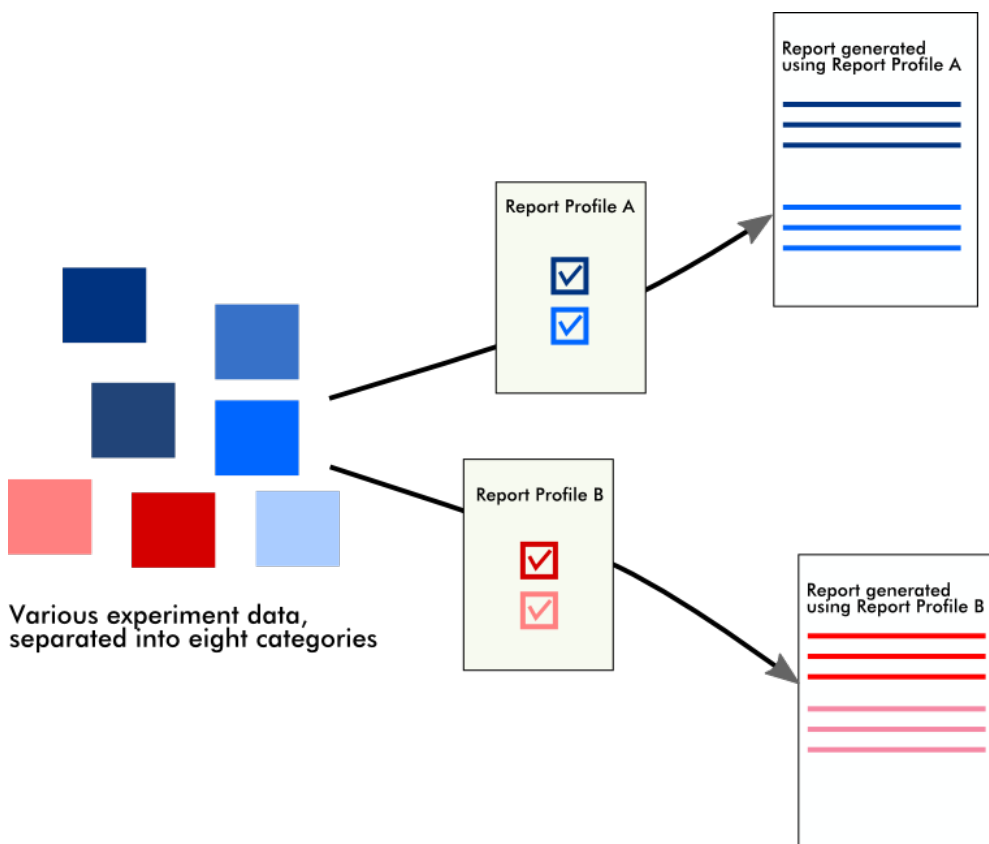 Report generated
using Report Profile A
Report Profile A
Report Profile B
Various experiment data,
separated into eight categories
Report generated
using Report Profile B